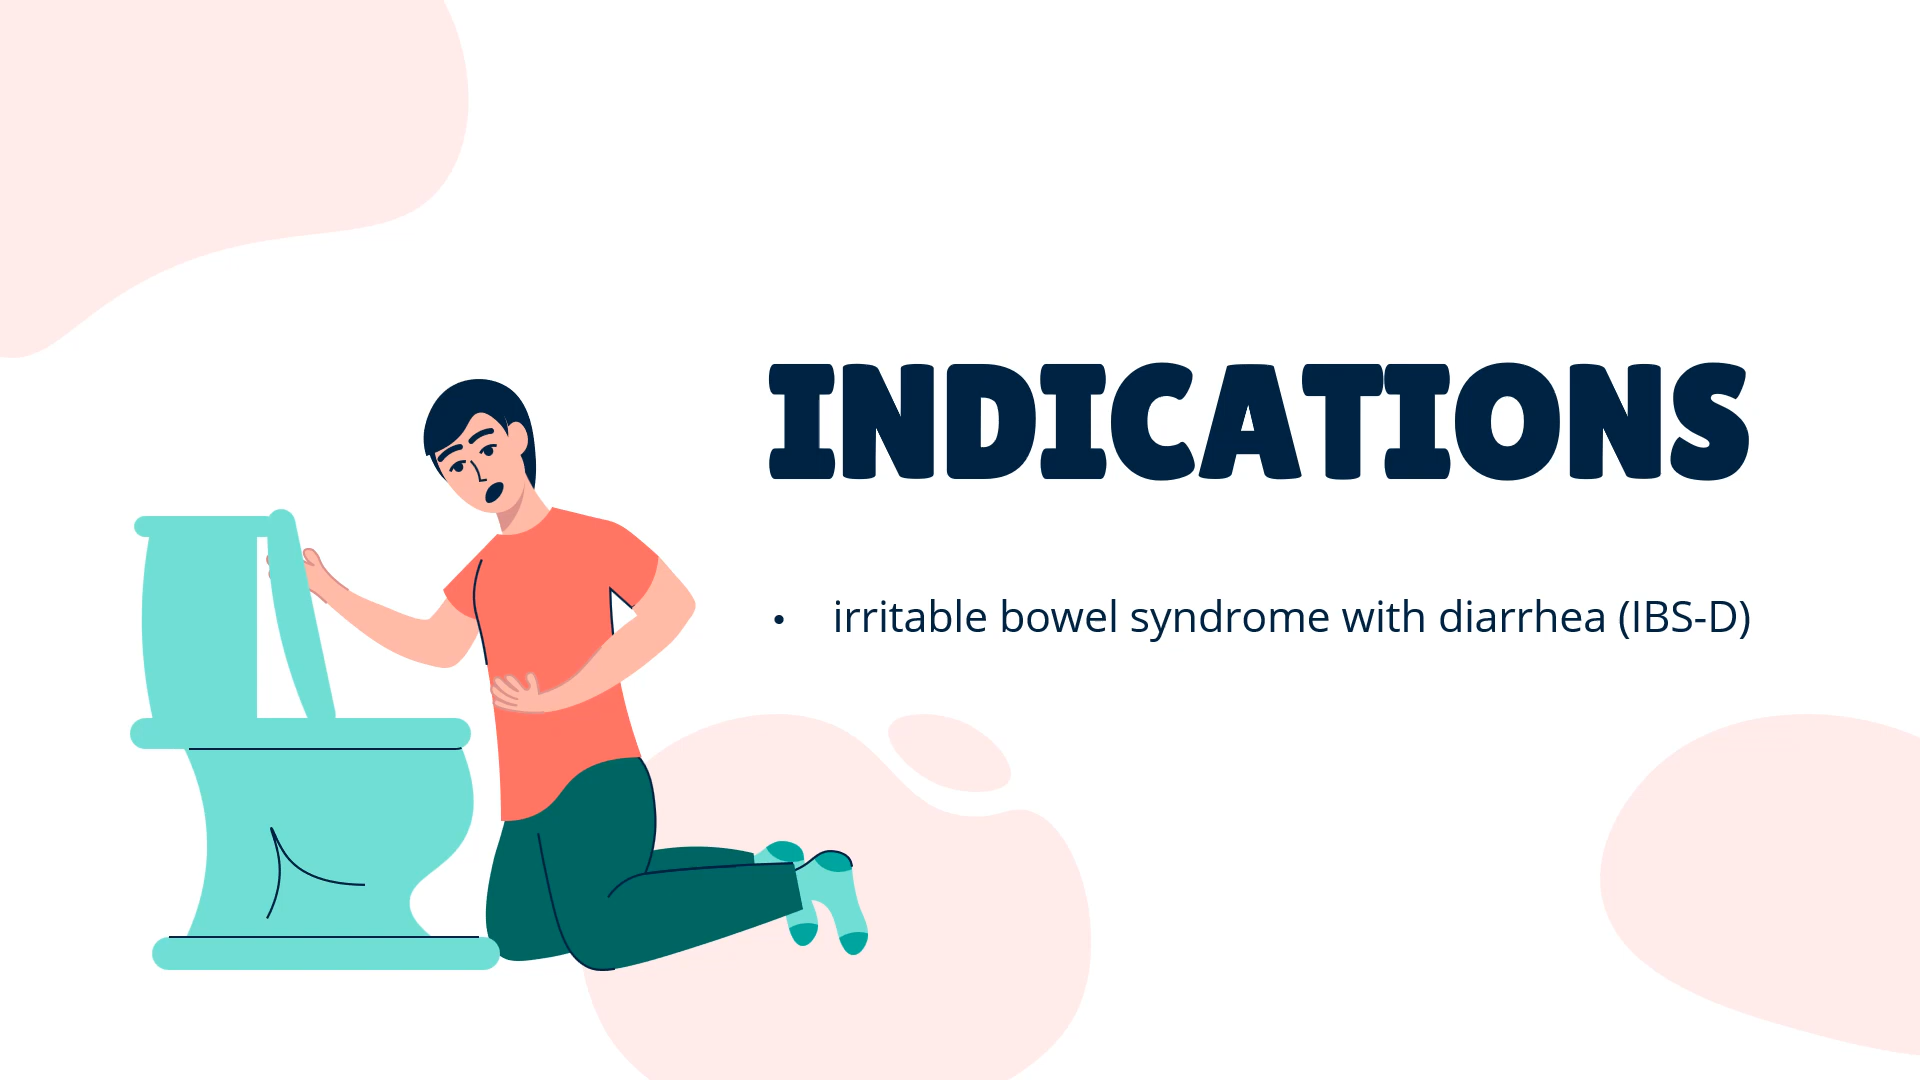 INDICATIONS
• irritable bowel syndrome with diarrhea (IBS-D)